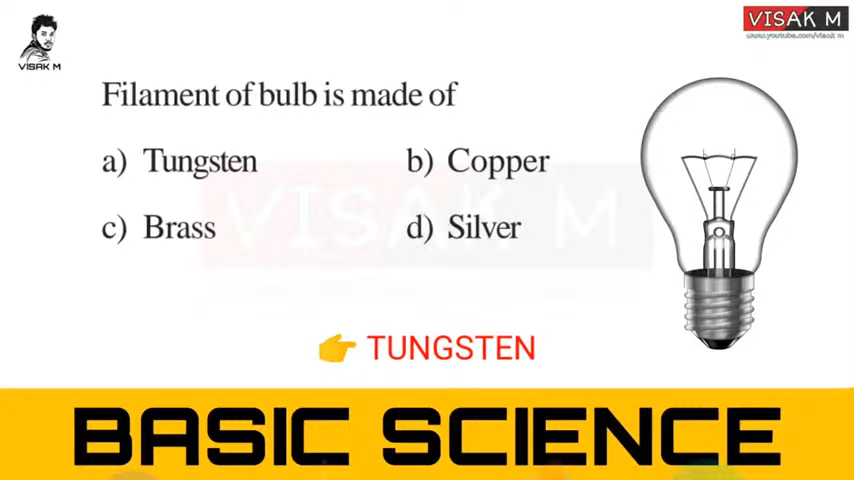 VISAK M
www.youtube.com/visak m
VISAK M
Filament of bulb is made of
a) Tungsten b) Copper
c) Brass d) Silver
VISAK M
👉 TUNGSTEN
BASIC SCIENCE